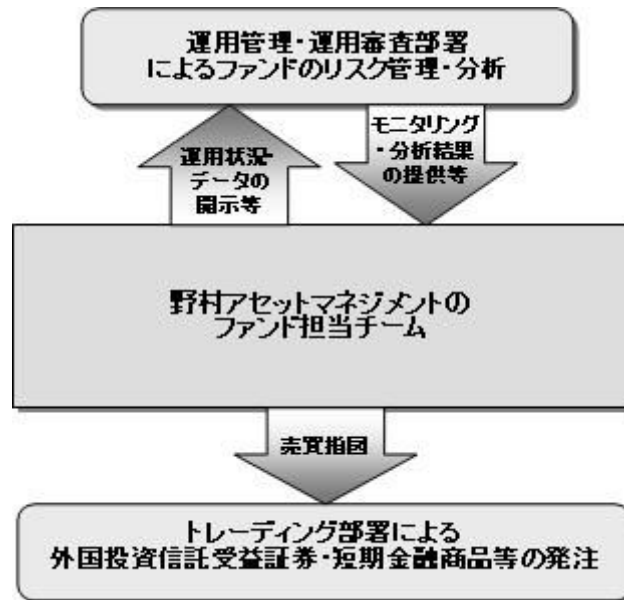 運用管理・運用審査部署
によるファンドのリスク管理・分析
運用状況・
データの
開示等
モニタリング
・分析結果
の提供等
野村アセットマネジメントの
ファンド担当チーム
売買指図
トレーディング部署による
外国投資信託受益証券・短期金融商品等の発注